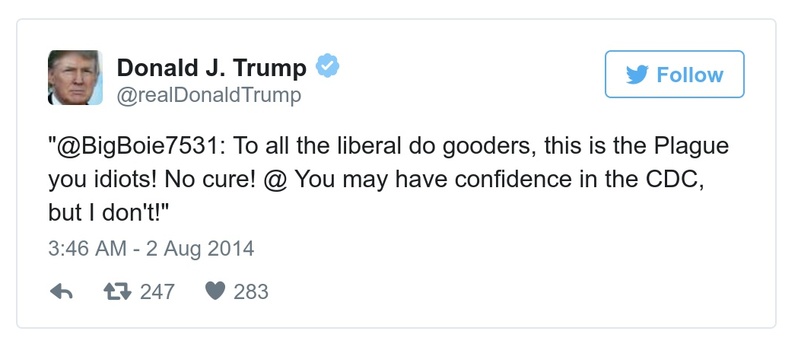 Donald J. Trump
@realDonaldTrump
Follow
"@BigBoie7531: To all the liberal do gooders, this is the Plague
you idiots! No cure! @ You may have confidence in the CDC,
but I don't!"
3:46 AM - 2 Aug 2014
247 283